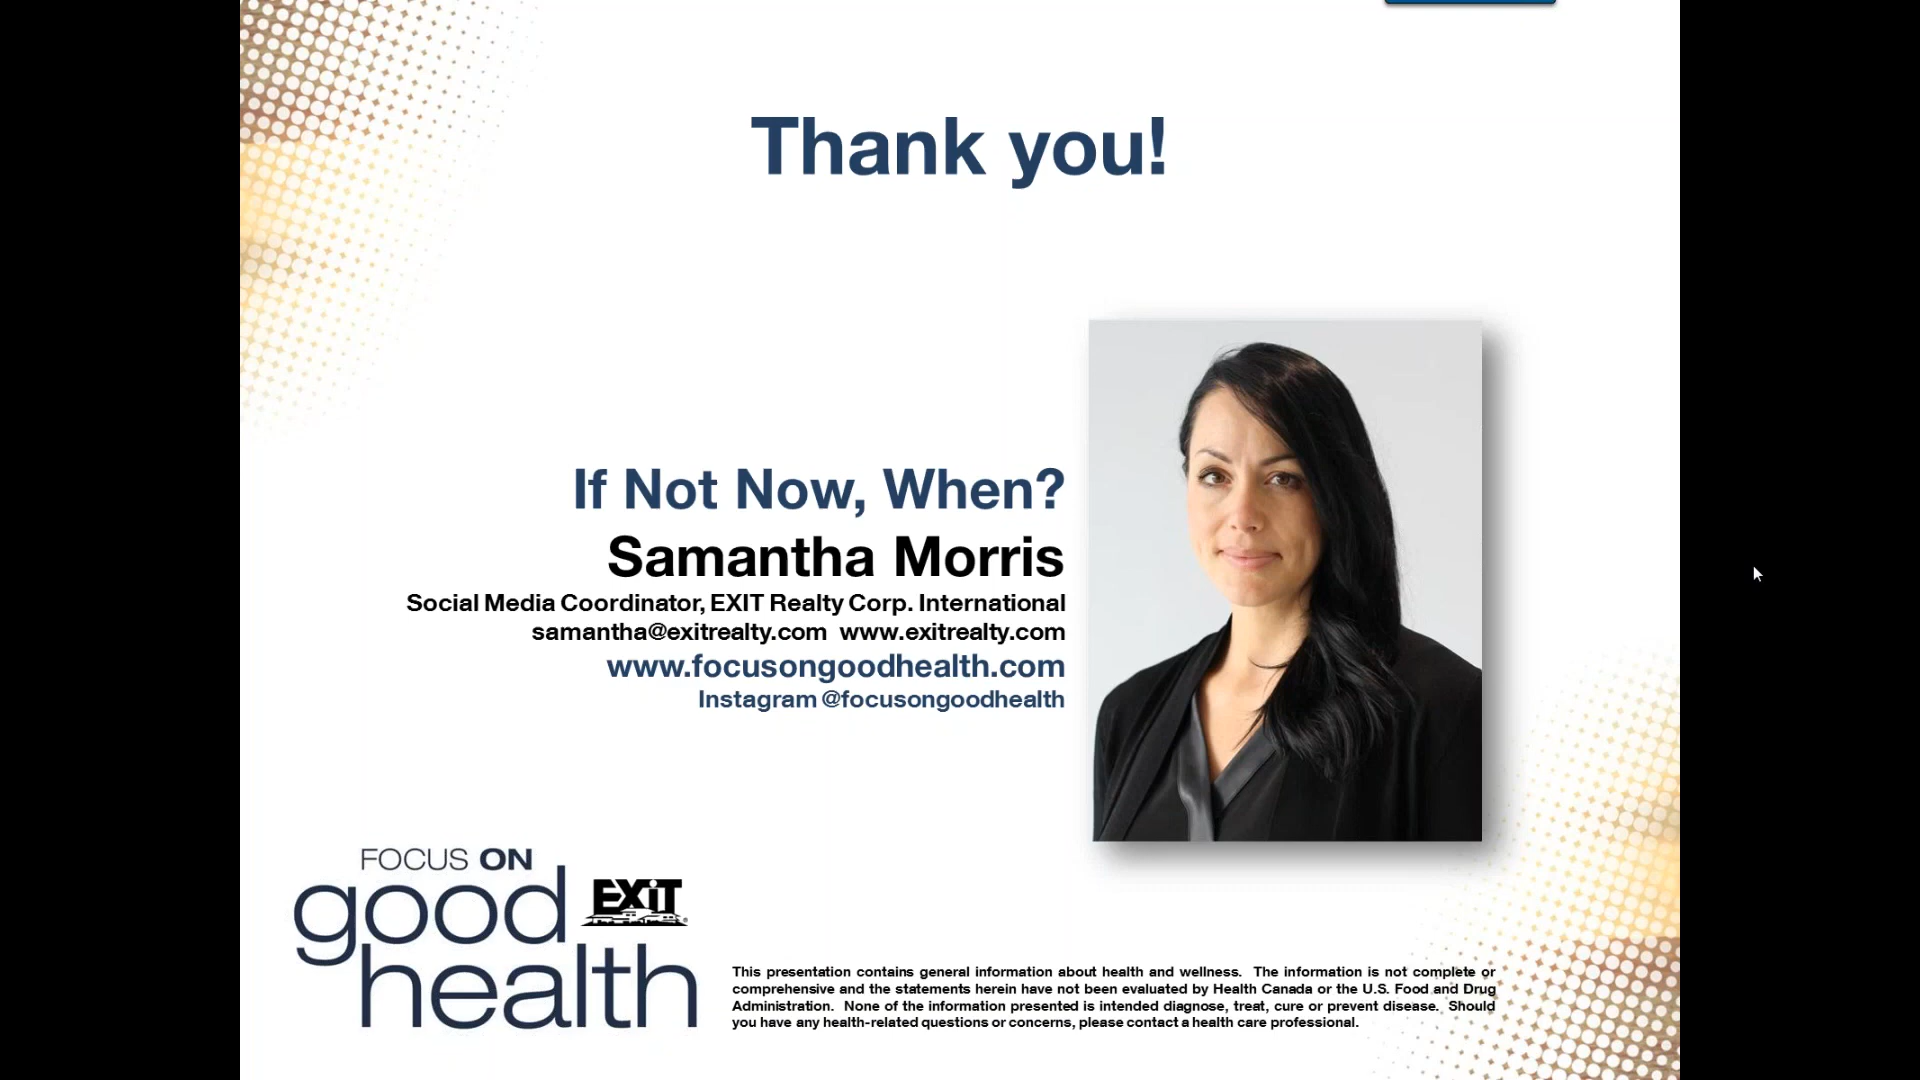 Thank you!
If Not Now, When?
Samantha Morris
Social Media Coordinator, EXIT Realty Corp. International
samantha@exitrealty.com www.exitrealty.com
www.focusongoodhealth.com
Instagram @focusongoodhealth
FOCUS ON
good EXIT
health
This presentation contains general information about health and wellness. The information is not complete or
comprehensive and the statements herein have not been evaluated by Health Canada or the U.S. Food and Drug
Administration. None of the information presented is intended diagnose, treat, cure or prevent disease. Should
you have any health-related questions or concerns, please contact a health care professional.